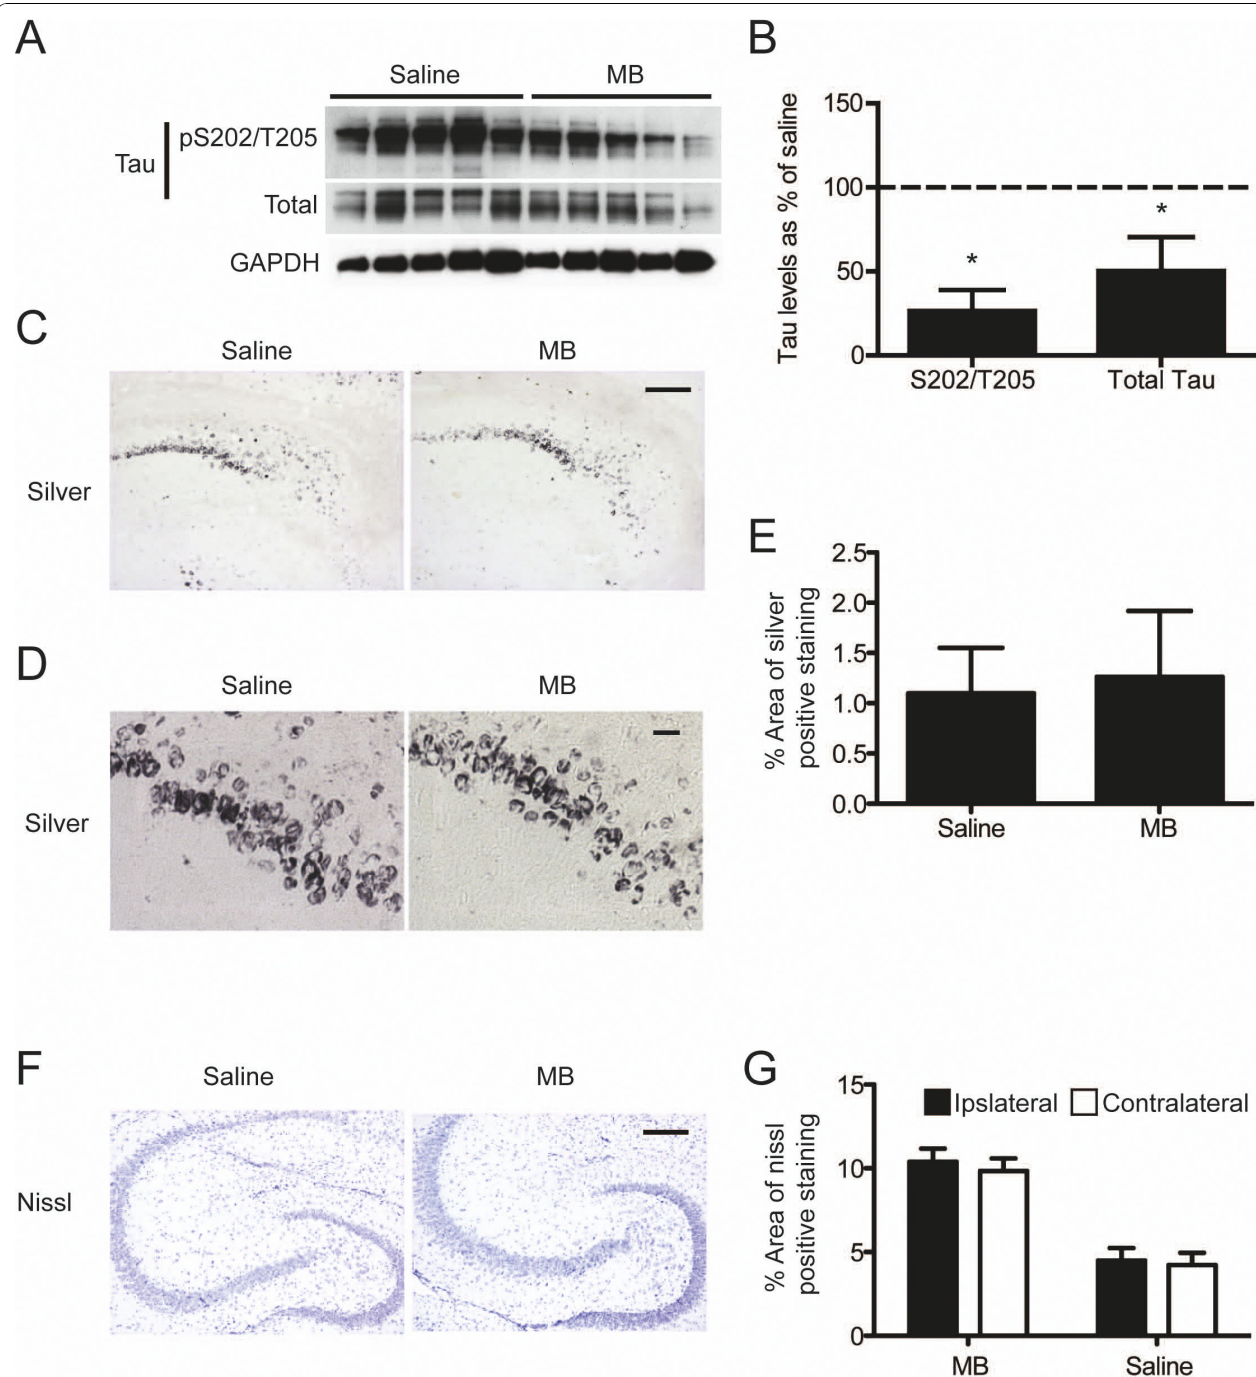 A
Saline MB
Tau
pS202/T205
Total
GAPDH
B
Tau levels as % of saline
150
100
50
0
*
*
S202/T205 Total Tau
C
Saline MB
Silver
D
Saline MB
Silver
E
% Area of silver
positive staining
2.5
2.0
1.5
1.0
0.5
0.0
Saline MB
F
Saline MB
Nissl
G
% Area of nissl
positive staining
15
10
5
0
Ipslateral Contralateral
MB Saline